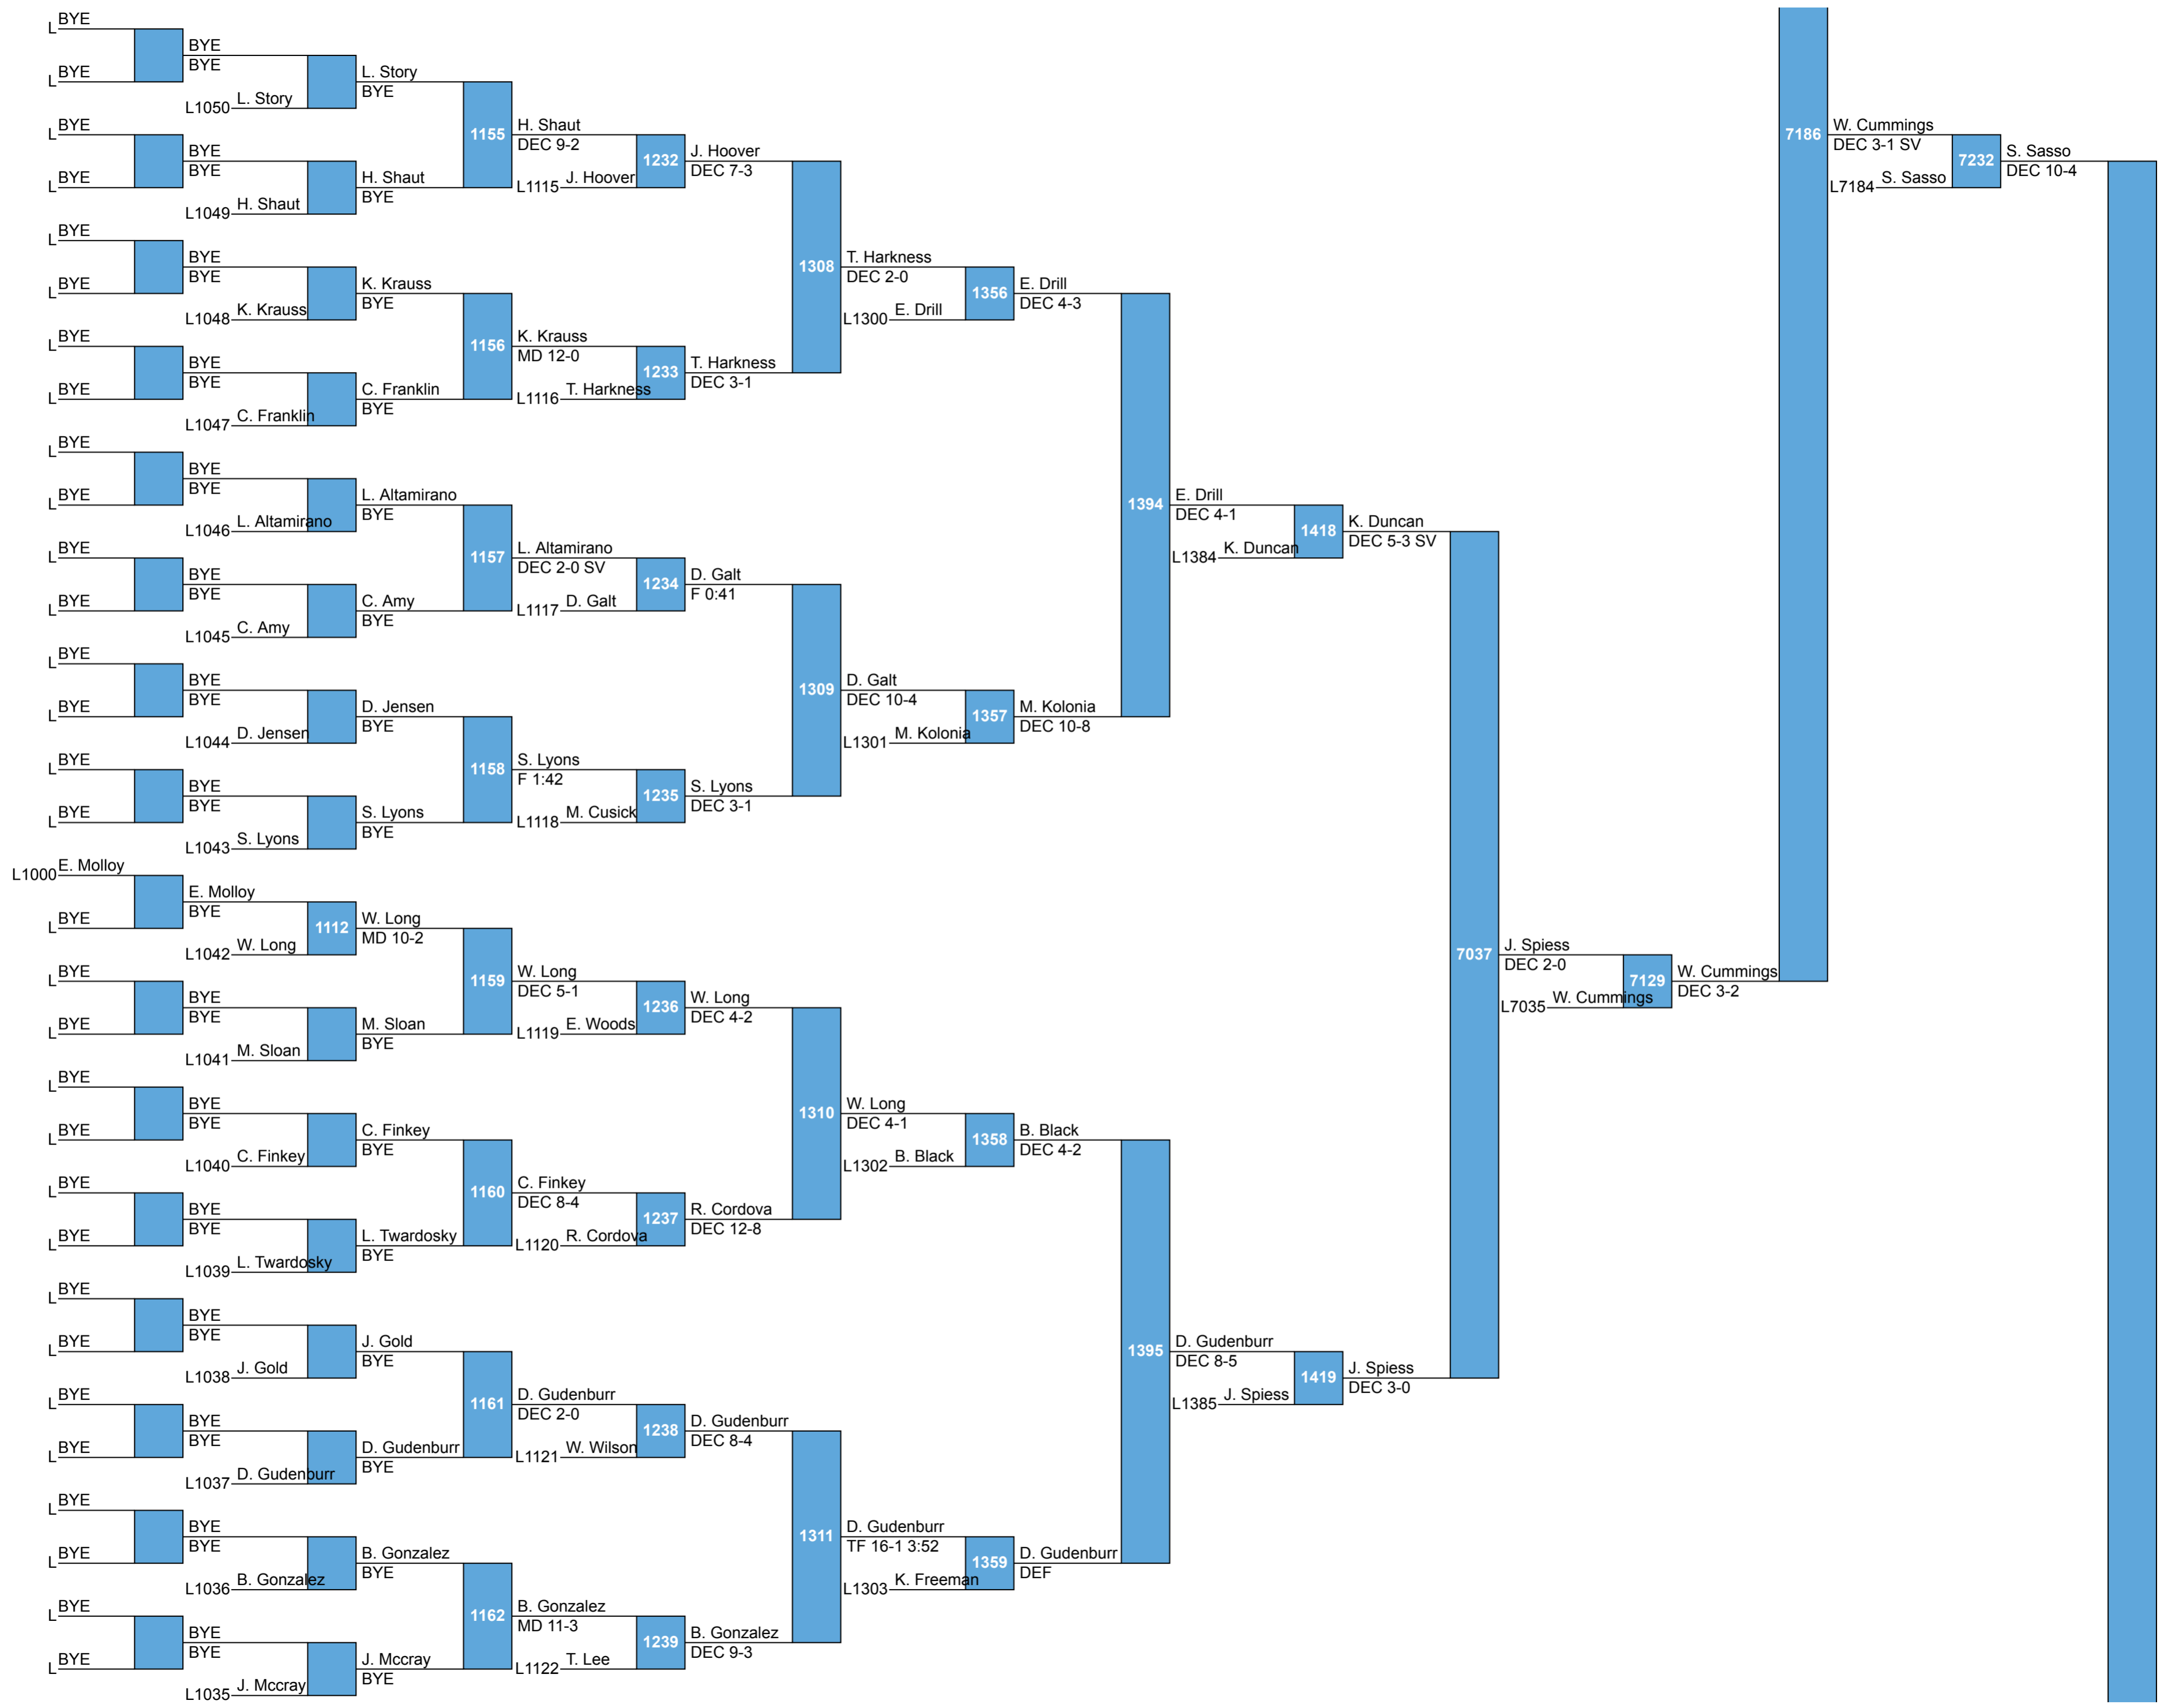 BYE
L
BYE
BYE
BYE
L
L. Story
BYE
L1050 L. Story
1155
BYE
L
H. Shaut
DEC 9-2
BYE
BYE
BYE
L
1232
J. Hoover
DEC 7-3
H. Shaut
BYE
L1115 J. Hoover
L1049 H. Shaut
7186
W. Cummings
DEC 3-1 SV
7232
S. Sasso
DEC 10-4
L7184 S. Sasso
BYE
L
BYE
BYE
BYE
L
K. Krauss
BYE
L1048 K. Krauss
1308
T. Harkness
DEC 2-0
1356
E. Drill
DEC 4-3
L1300 E. Drill
BYE
L
1156
K. Krauss
MD 12-0
BYE
BYE
BYE
L
1233
T. Harkness
DEC 3-1
C. Franklin
BYE
L1116 T. Harkness
L1047 C. Franklin
BYE
L
BYE
BYE
BYE
L
L. Altamirano
BYE
L1046 L. Altamirano
1394
E. Drill
DEC 4-1
1418
K. Duncan
DEC 5-3 SV
L1384 K. Duncan
BYE
L
1157
L. Altamirano
DEC 2-0 SV
BYE
BYE
BYE
L
1234
D. Galt
F 0:41
C. Amy
BYE
L1117 D. Galt
L1045 C. Amy
BYE
L
BYE
BYE
BYE
L
D. Jensen
BYE
L1044 D. Jensen
1309
D. Galt
DEC 10-4
1357
M. Kolonia
DEC 10-8
L1301 M. Kolonia
BYE
L
1158
S. Lyons
F 1:42
BYE
BYE
BYE
L
1235
S. Lyons
DEC 3-1
S. Lyons
BYE
L1118 M. Cusick
L1043 S. Lyons
L1000 E. Molloy
E. Molloy
BYE
BYE
L
1112
W. Long
MD 10-2
L1042 W. Long
7037
J. Spiess
DEC 2-0
7129
W. Cummings
DEC 3-2
L7035 W. Cummings
BYE
L
1159
W. Long
DEC 5-1
BYE
BYE
BYE
L
1236
W. Long
DEC 4-2
M. Sloan
BYE
L1119 E. Woods
L1041 M. Sloan
BYE
L
BYE
BYE
BYE
L
C. Finkey
BYE
L1040 C. Finkey
1310
W. Long
DEC 4-1
1358
B. Black
DEC 4-2
L1302 B. Black
BYE
L
1160
C. Finkey
DEC 8-4
BYE
BYE
BYE
L
1237
R. Cordova
DEC 12-8
L. Twardosky
BYE
L1120 R. Cordova
L1039 L. Twardosky
BYE
L
BYE
BYE
BYE
L
J. Gold
BYE
L1038 J. Gold
1395
D. Gudenburr
DEC 8-5
1419
J. Spiess
DEC 3-0
L1385 J. Spiess
BYE
L
1161
D. Gudenburr
DEC 2-0
BYE
BYE
BYE
L
1238
D. Gudenburr
DEC 8-4
D. Gudenburr
BYE
L1121 W. Wilson
L1037 D. Gudenburr
BYE
L
BYE
BYE
BYE
L
B. Gonzalez
BYE
L1036 B. Gonzalez
1311
D. Gudenburr
TF 16-1 3:52
1359
D. Gudenburr
DEF
L1303 K. Freeman
BYE
L
1162
B. Gonzalez
MD 11-3
BYE
BYE
BYE
L
1239
B. Gonzalez
DEC 9-3
J. Mccray
BYE
L1122 T. Lee
L1035 J. Mccray